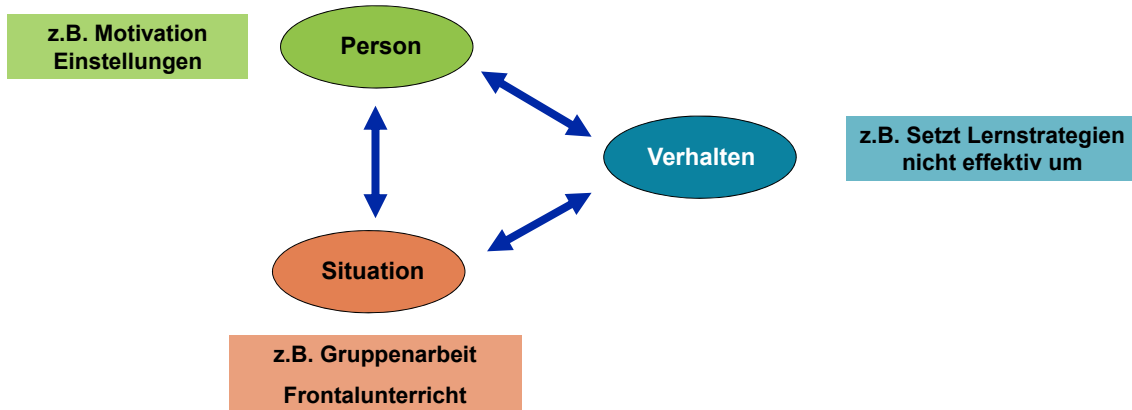 z.B. Motivation
Einstellungen
Person
Verhalten
z.B. Setzt Lernstrategien
nicht effektiv um
Situation
z.B. Gruppenarbeit
Frontalunterricht